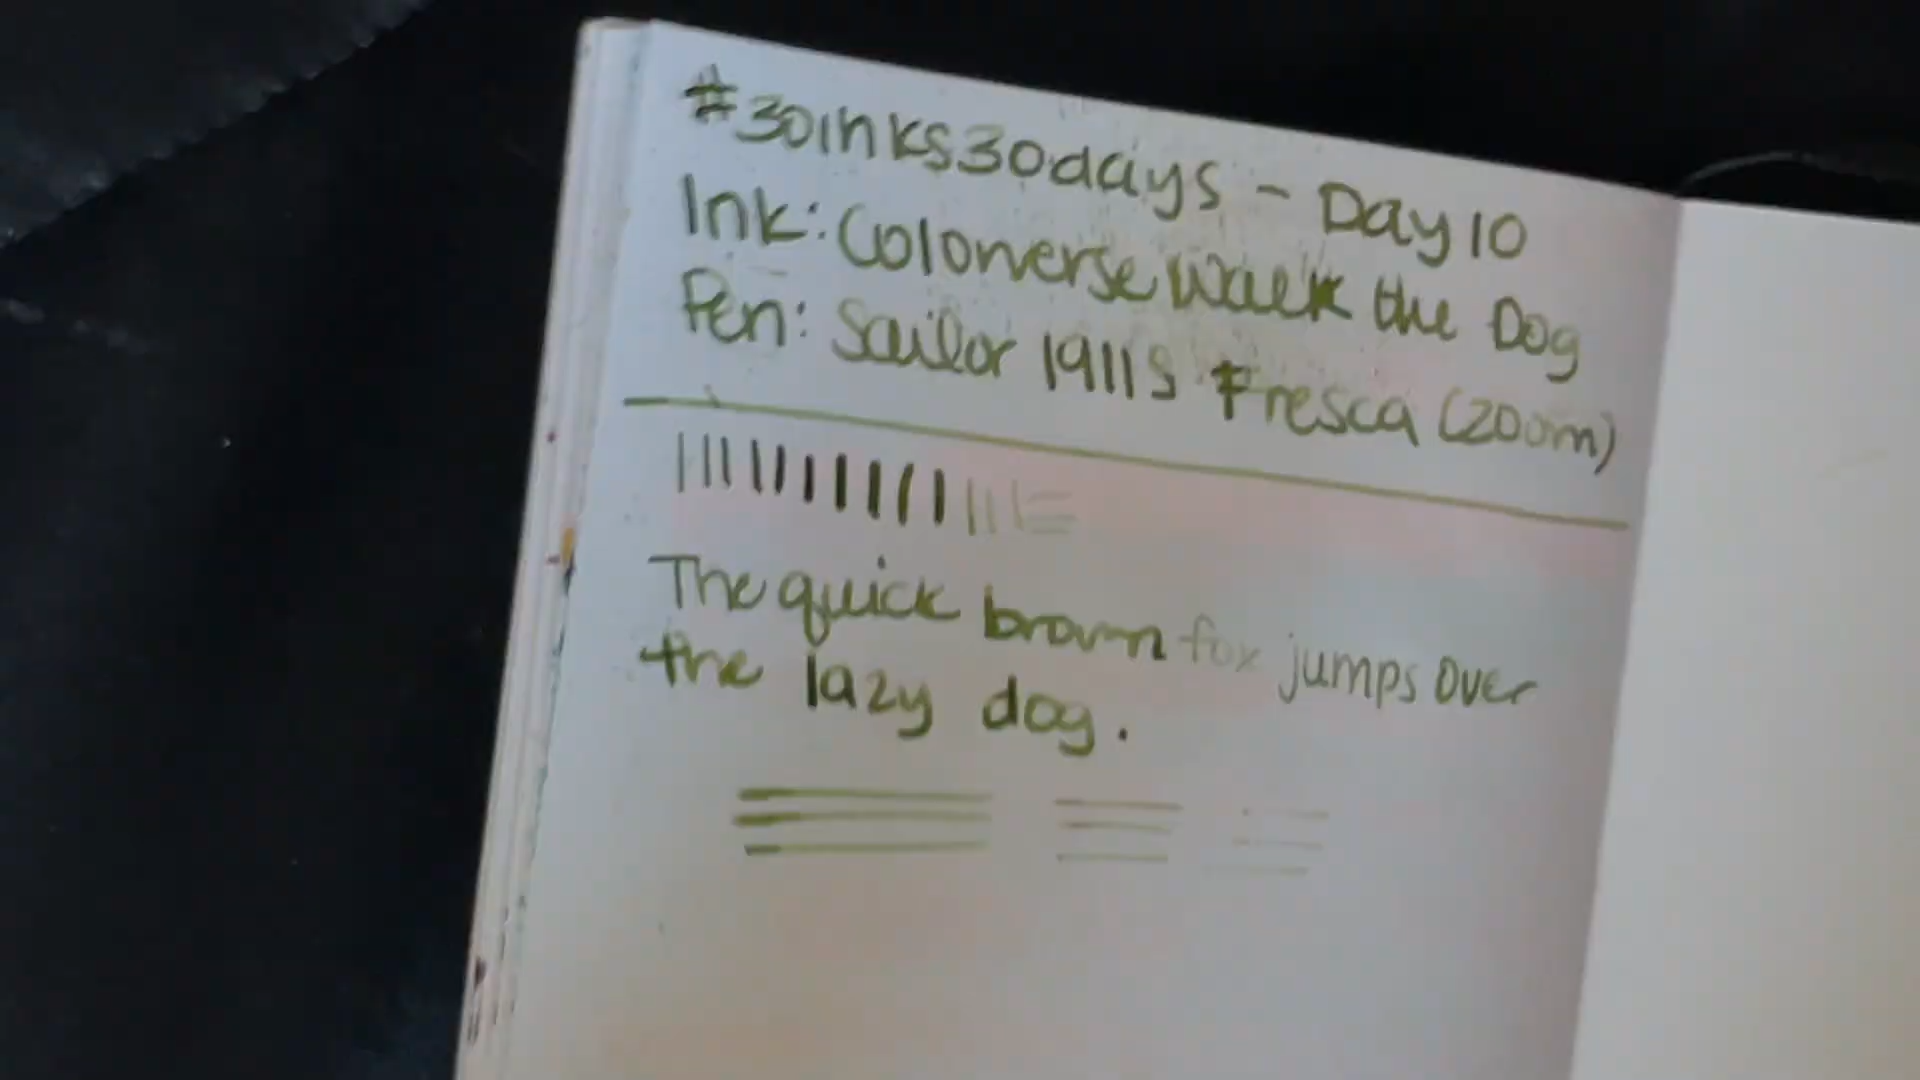 #30inks30days - Day 10
Ink: Colorverse Walk the Dog
Pen: Sailor 1911S Fresca (zoom)
The quick brown fox jumps over
the lazy dog.